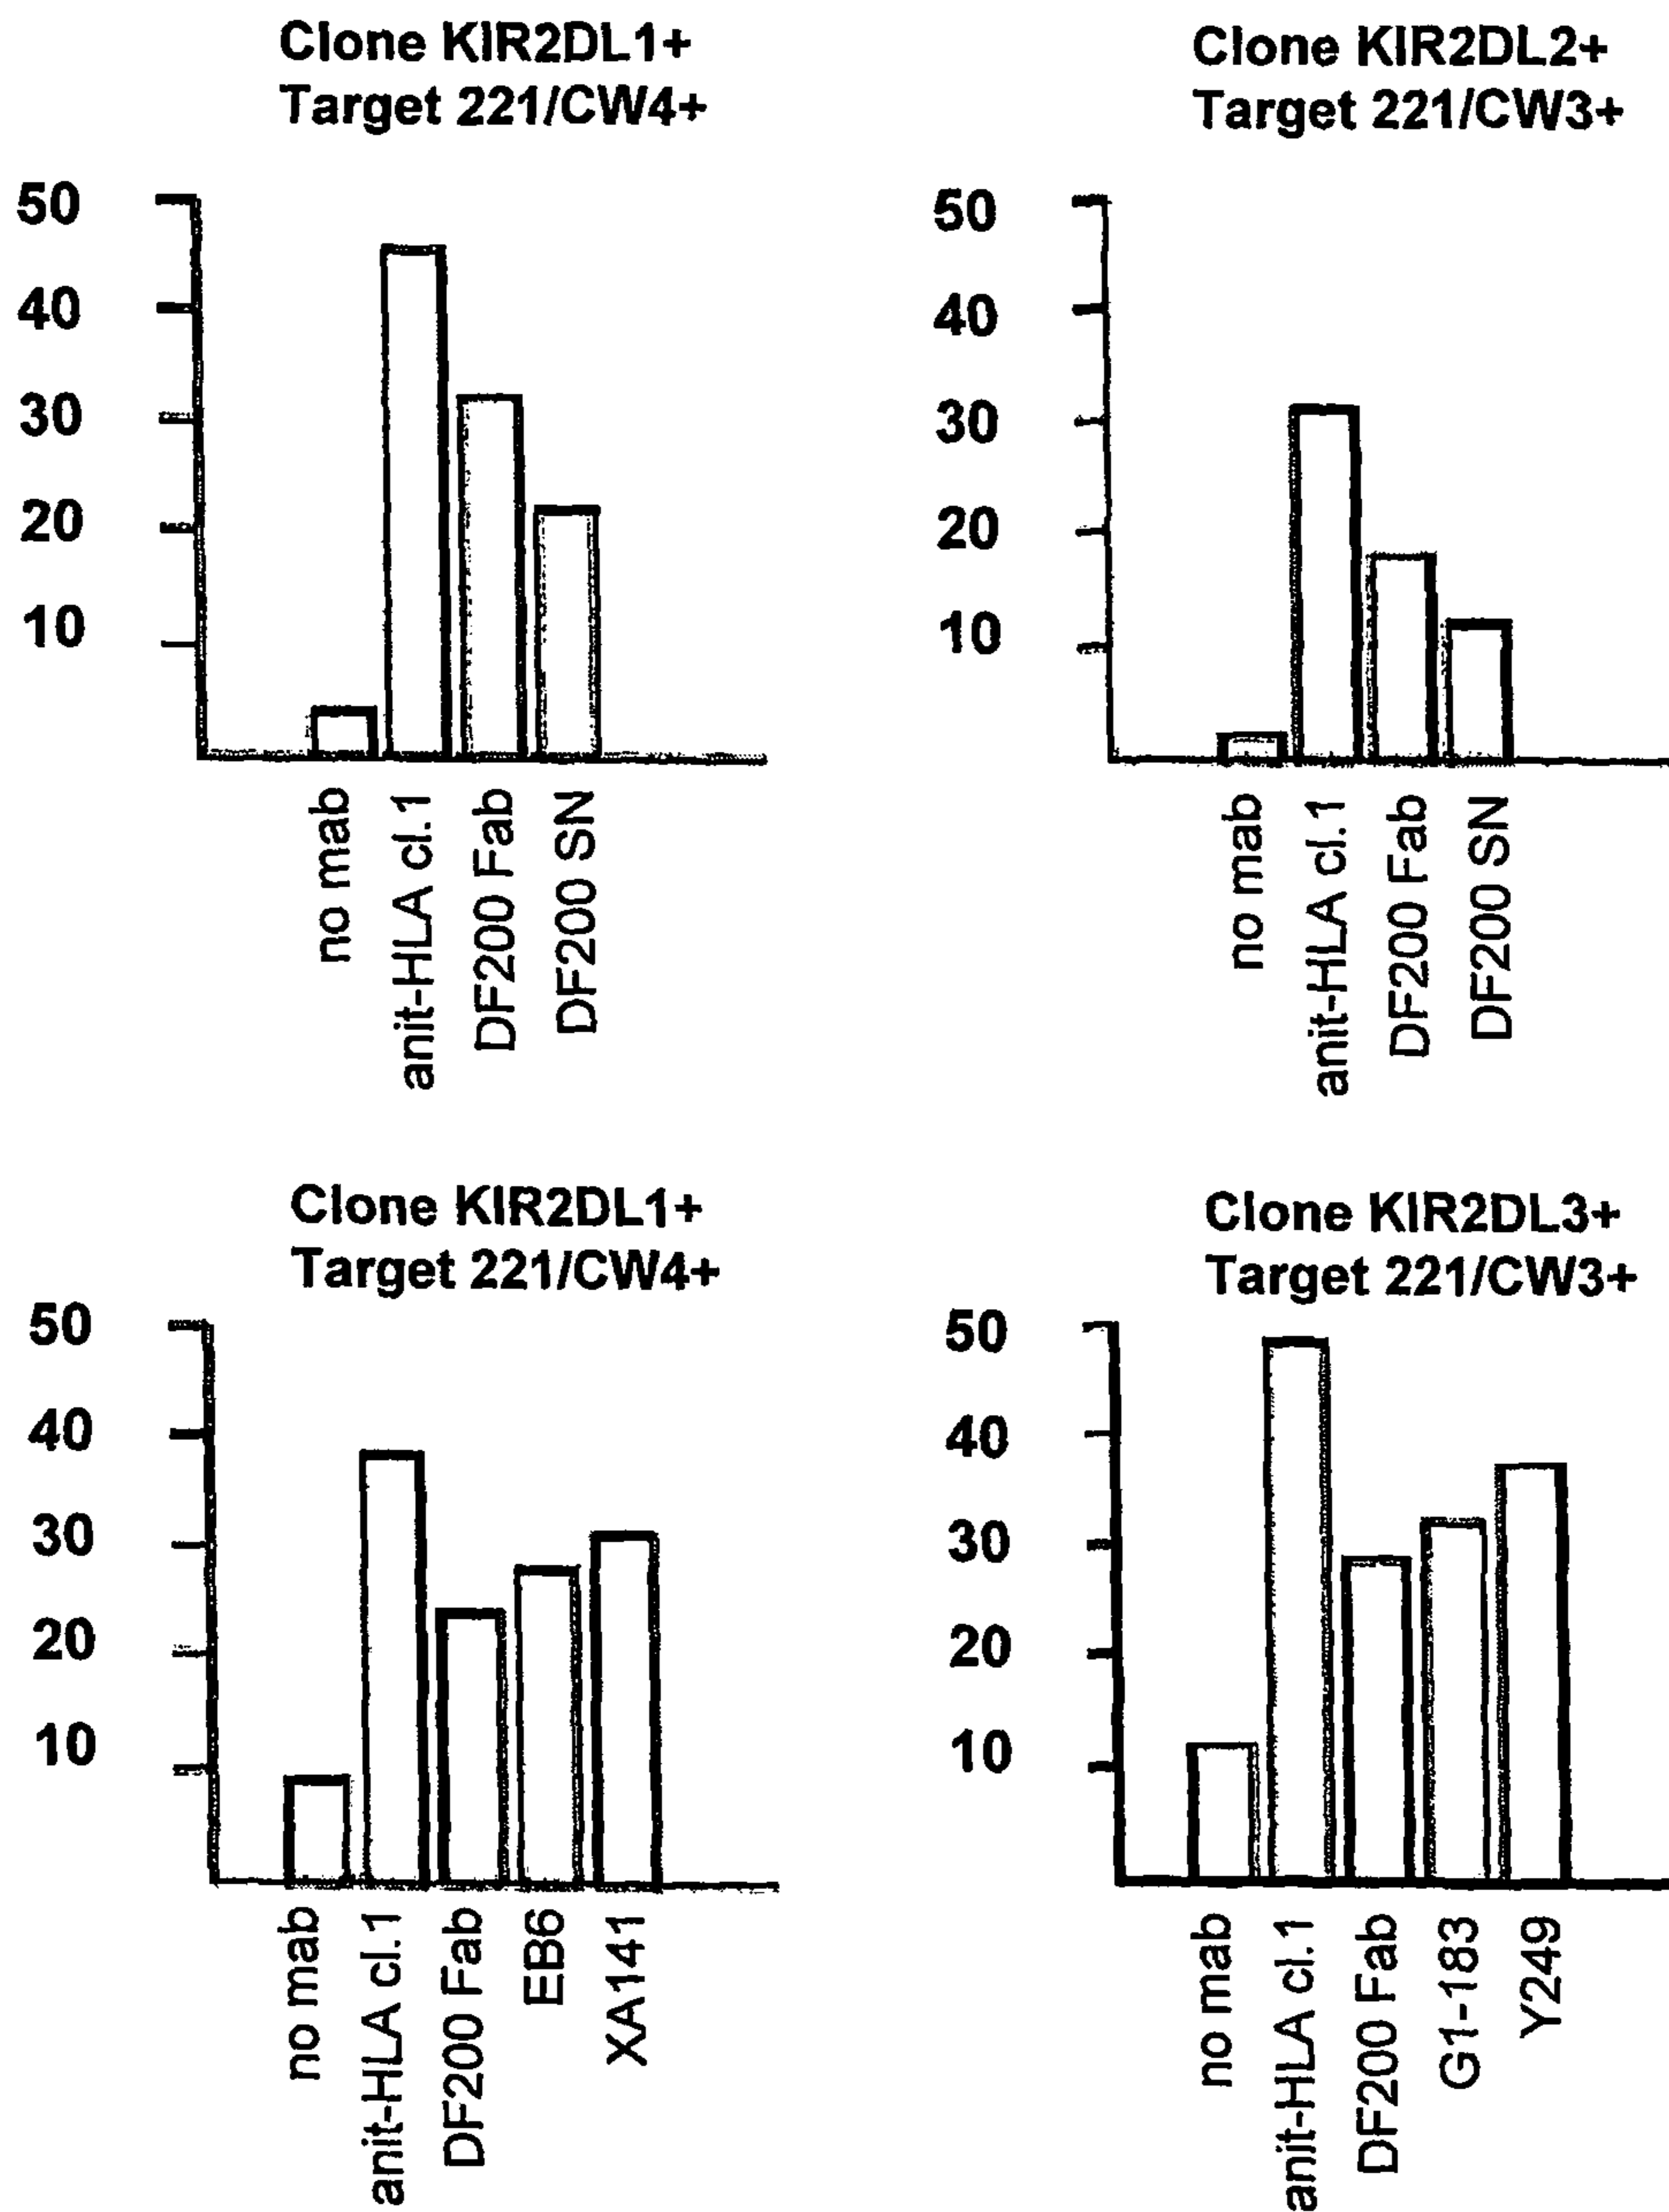 Clone KIR2DL1+
Target 221/CW4+
50
40
30
20
10
no mab
anit-HLA cl.1
DF200 Fab
DF200 SN
Clone KIR2DL2+
Target 221/CW3+
50
40
30
20
10
no mab
anit-HLA cl.1
DF200 Fab
DF200 SN
Clone KIR2DL1+
Target 221/CW4+
50
40
30
20
10
no mab
anit-HLA cl.1
DF200 Fab
EB6
XA141
Clone KIR2DL3+
Target 221/CW3+
50
40
30
20
10
no mab
anit-HLA cl.1
DF200 Fab
G1-183
Y249